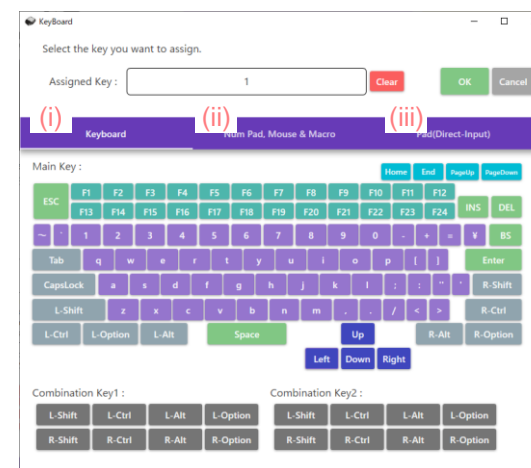 KeyBoard
Select the key you want to assign.
Assigned Key : 1 Clear OK Cancel
(i) (ii) (iii)
Keyboard Num Pad, Mouse & Macro Pad(Direct-Input)
Main Key :
Home End PageUp PageDown
ESC F1 F2 F3 F4 F5 F6 F7 F8 F9 F10 F11 F12
F13 F14 F15 F16 F17 F18 F19 F20 F21 F22 F23 F24 INS DEL
~ ` 1 2 3 4 5 6 7 8 9 0 - + = ¥ BS
Tab q w e r t y u i o p [ ] Enter
CapsLock a s d f g h j k l ; : " ' R-Shift
L-Shift z x c v b n m , . / < > R-Ctrl
L-Ctrl L-Option L-Alt Space Up R-Alt R-Option
Left Down Right
Combination Key1 : Combination Key2 :
L-Shift L-Ctrl L-Alt L-Option L-Shift L-Ctrl L-Alt L-Option
R-Shift R-Ctrl R-Alt R-Option R-Shift R-Ctrl R-Alt R-Option